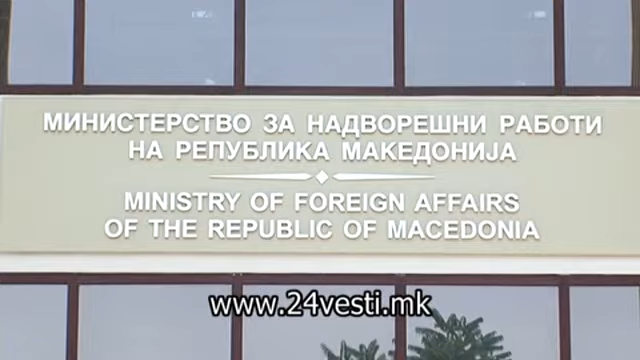 МИНИСТЕРСТВО ЗА НАДВОРЕШНИ РАБОТИ
НА РЕПУБЛИКА МАКЕДОНИЈА
MINISTRY OF FOREIGN AFFAIRS
OF THE REPUBLIC OF MACEDONIA
www.24vesti.mk